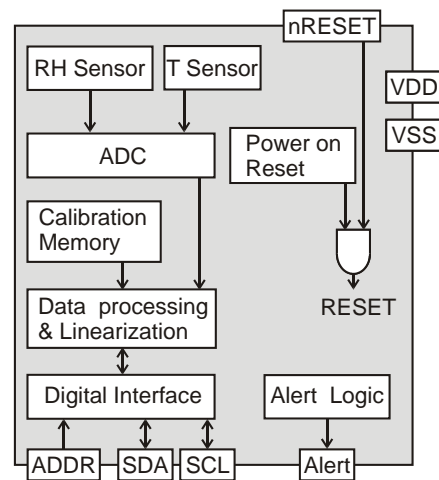 nRESET
RH Sensor
T Sensor
VDD
VSS
ADC
Power on
Reset
Calibration
Memory
Data processing
& Linearization
RESET
Digital Interface
Alert Logic
ADDR
SDA
SCL
Alert